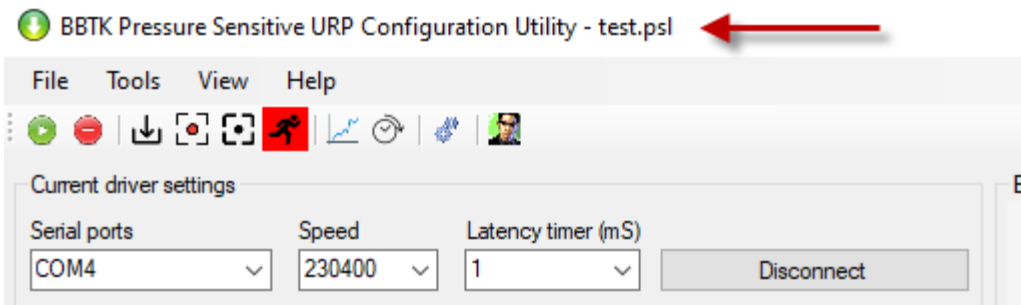 BBTK Pressure Sensitive URP Configuration Utility - test.psl
File Tools View Help
Current driver settings
Serial ports Speed Latency timer (mS)
COM4 230400 1 Disconnect